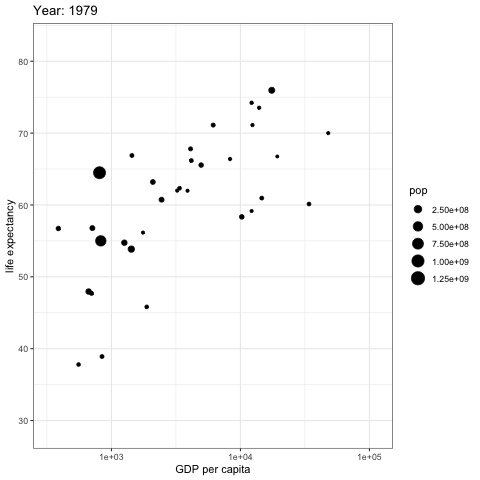 Year: 1979
80
70
60
50
40
30
life expectancy
1e+03
1e+04
1e+05
GDP per capita
pop
2.50e+08
5.00e+08
7.50e+08
1.00e+09
1.25e+09